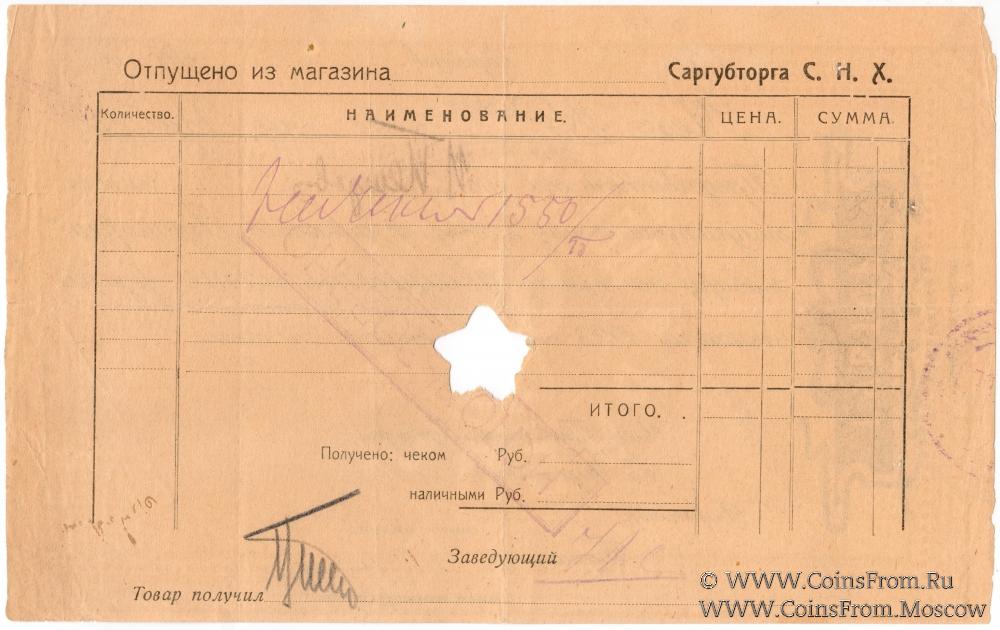 Отпущено из магазина Саргубторга С. Н. Х.
Количество. НАИМЕНОВАНИЕ. ЦЕНА. СУММА.
1550/
ИТОГО.
Получено: чеком Руб.
наличными Руб.
Заведующий
Товар получил
© WWW.CoinsFrom.Ru
WWW.CoinsFrom.Moscow